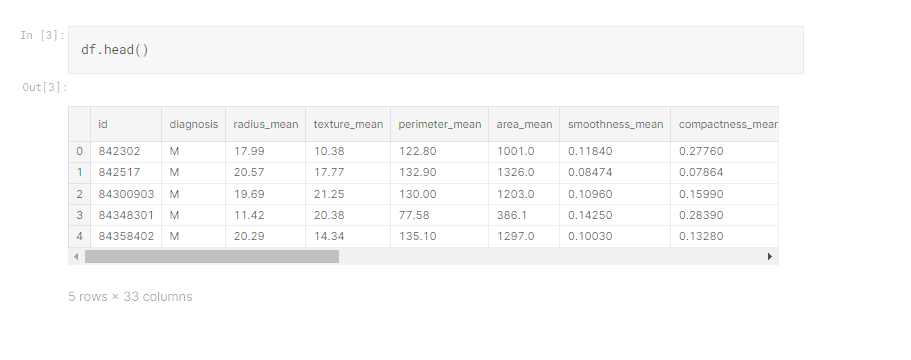 In [3]:
df.head()
Out[3]:
id diagnosis radius_mean texture_mean perimeter_mean area_mean smoothness_mean compactness_mear
0 842302 M 17.99 10.38 122.80 1001.0 0.11840 0.27760
1 842517 M 20.57 17.77 132.90 1326.0 0.08474 0.07864
2 84300903 M 19.69 21.25 130.00 1203.0 0.10960 0.15990
3 84348301 M 11.42 20.38 77.58 386.1 0.14250 0.28390
4 84358402 M 20.29 14.34 135.10 1297.0 0.10030 0.13280
5 rows × 33 columns